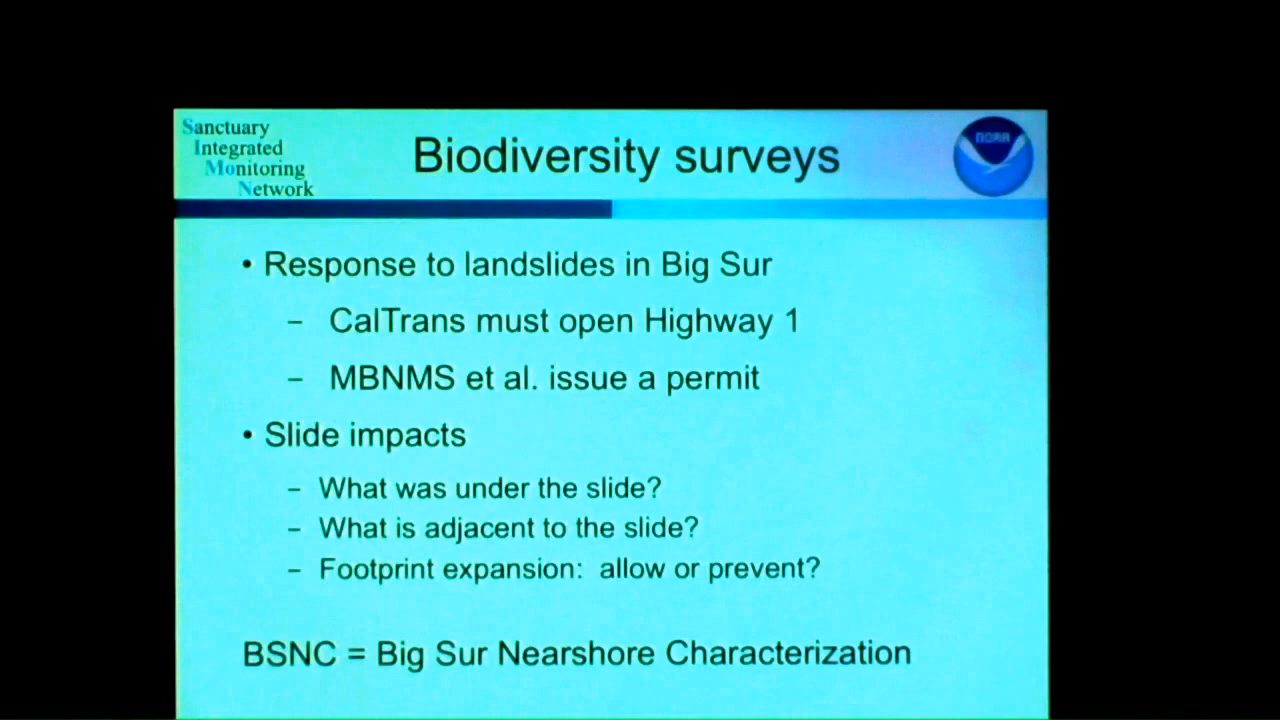 Sanctuary
Integrated
Monitoring
Network
Biodiversity surveys
NOAA
• Response to landslides in Big Sur
– CalTrans must open Highway 1
– MBNMS et al. issue a permit
• Slide impacts
– What was under the slide?
– What is adjacent to the slide?
– Footprint expansion: allow or prevent?
BSNC = Big Sur Nearshore Characterization